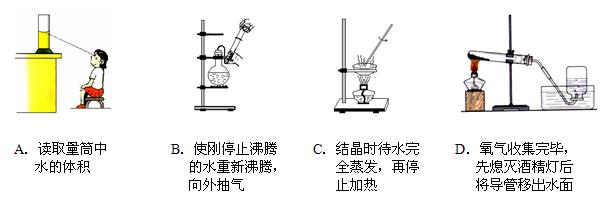 A. 读取量筒中
水的体积
B. 使刚停止沸腾
的水重新沸腾，
向外抽气
C. 结晶时待水完
全蒸发，再停
止加热
D. 氧气收集完毕，
先熄灭酒精灯后
将导管移出水面